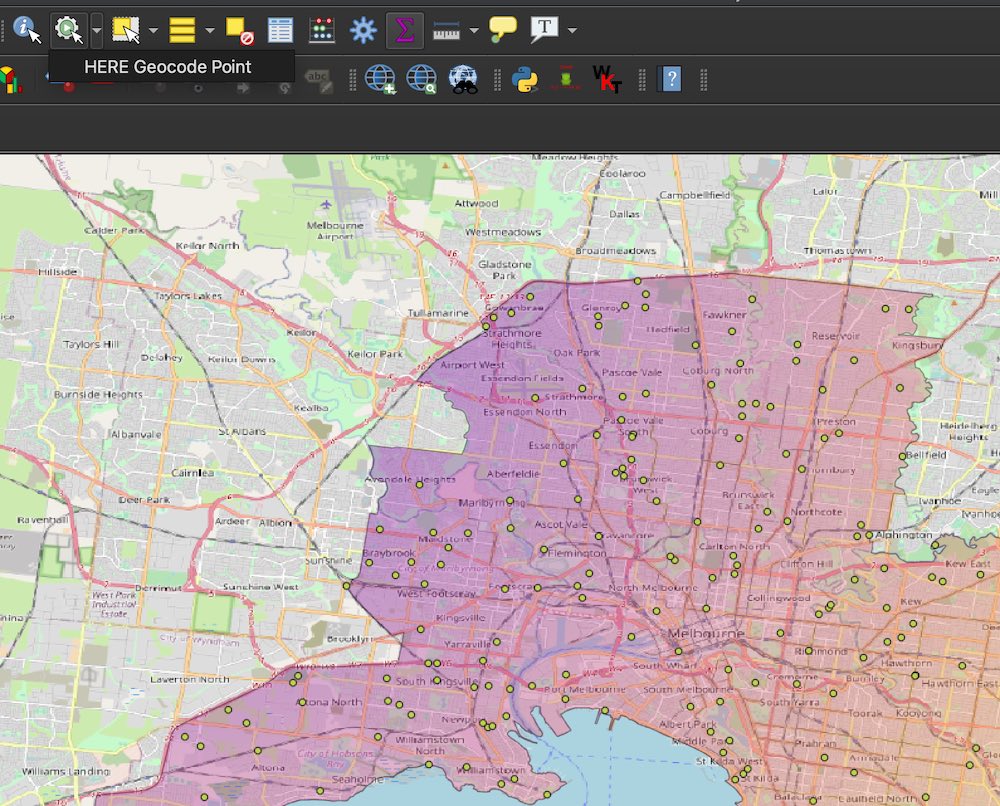 T
HERE Geocode Point
abc
?
Meadow Heights
Coolaroo
Campbellfield
Lalor
Mill
Park
Attwood
Dallas
Melbourne
Airport
Westmeadows
Calder Park
Keilor North
Broadmeadows
Thomastown
Gladstone
Park
Hillside
Taylors Lakes
Tullamarine
Glenroy
Fawkner
Keilor
Strathmore
Heights
Hadfield
Reservoir
Kingsbury
Taylors Hill
Delahey
Keilor Downs
Keilor Park
Oak Park
Airport West
Pascoe Vale
Coburg North
Essendon Fields
Burnside Heights
Strathmore
Kealba
Essendon North
Albanvale
St Albans
Pascoe Vale
South
Coburg
Preston
Heidelberg
Heights
Essendon
Bellfield
Cairnlea
Avondale Heights
Aberfeldie
Brunswick
West
Thornbury
Deer Park
Maribyrnong
Brunswick
East
Ivanhoe
Eagle
Ivanhoe
Ravenhall
Ardeer
Albion
Ascot Vale
Northcote
Maidstone
Travancore
Alphington
Braybrook
Flemington
Carlton North
Sunshine
City of Maribyrnong
Clifton Hill
Kew East
Derrimut
Sunshine West
West Footscray
Footscray
North Melbourne
West Park
Industrial
Estate
Collingwood
Kew
Kingsville
City of Wyndham
Brooklyn
Yarraville
Melbourne
Richmond
Hawthorn
Laverton North
South Kingsville
South Wharf
Cremorne
Burnley
Hawthorn East
Port Melbourne
South Melbourne
Altona North
South Yarra
Toorak
Kooyong
Newport
Albert Park
Williamstown
North
Middle Park
Prahran
City of Hobsons
Bay
Armadale
Williams Landing
Altona
St Kilda West
Seaholme
Williamstown
St Kilda
Balaclava
Caulfield North